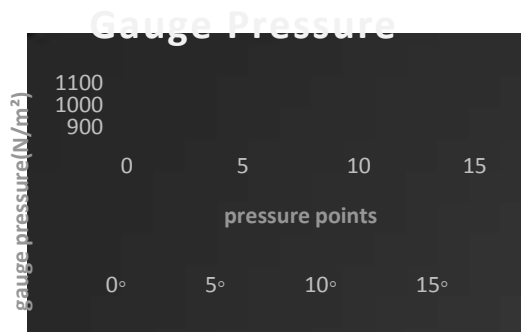 Gauge Pressure
gauge pressure(N/m²)
1100
1000
900
0 5 10 15
pressure points
0◦ 5◦ 10◦ 15◦